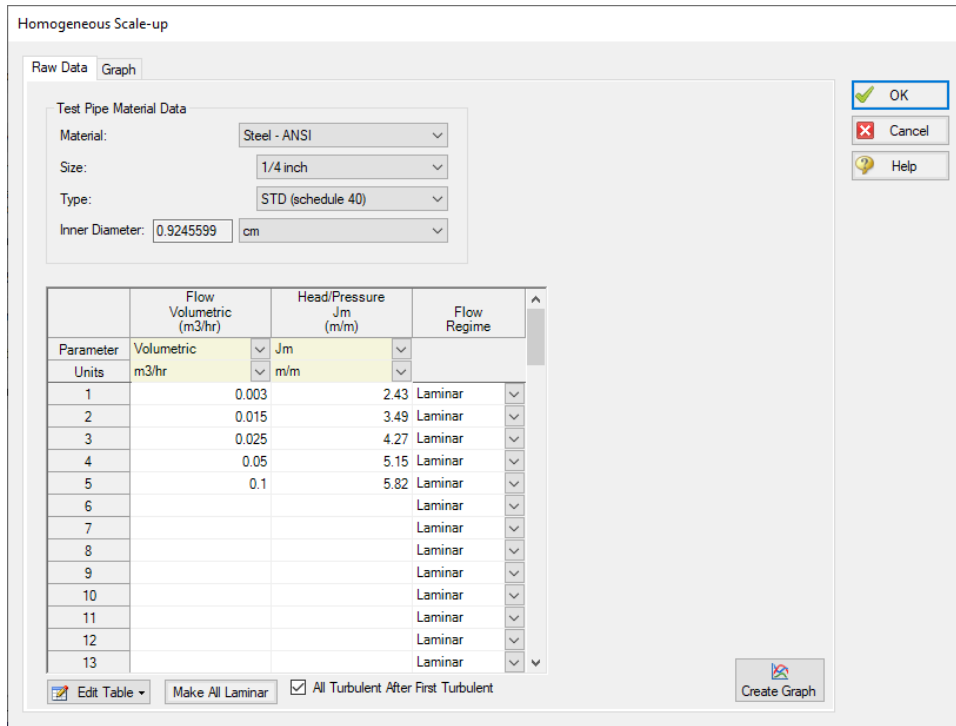 Homogeneous Scale-up
Raw Data Graph
Test Pipe Material Data
Material: Steel - ANSI
Size: 1/4 inch
Type: STD (schedule 40)
Inner Diameter: 0.9245599 cm
OK
Cancel
Help
Flow Volumetric (m3/hr) Head/Pressure Jm (m/m) Flow Regime
Parameter Volumetric Jm
Units m3/hr m/m
1 0.003 2.43 Laminar
2 0.015 3.49 Laminar
3 0.025 4.27 Laminar
4 0.05 5.15 Laminar
5 0.1 5.82 Laminar
6 Laminar
7 Laminar
8 Laminar
9 Laminar
10 Laminar
11 Laminar
12 Laminar
13 Laminar
Edit Table Make All Laminar All Turbulent After First Turbulent
Create Graph